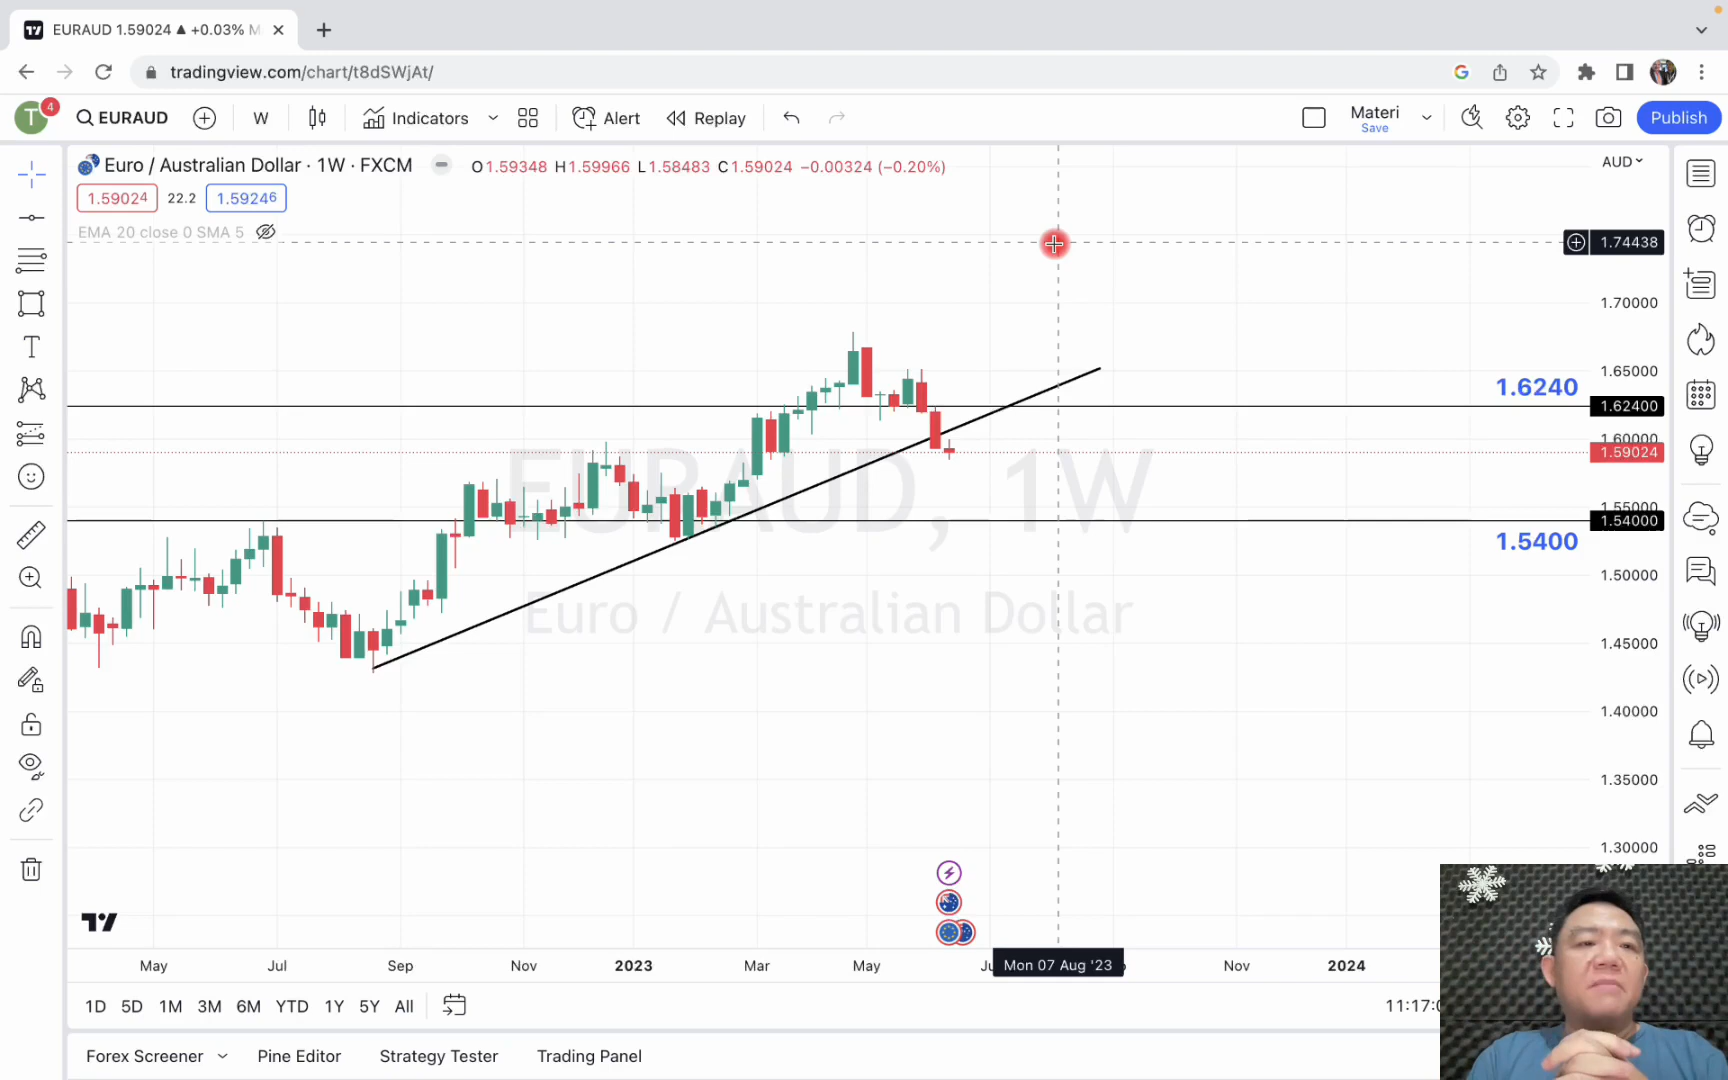 EURAUD 1.59024 ▲ +0.03% M
tradingview.com/chart/t8dSWjAt/
T 4 EURAUD W Indicators Alert Replay Materi Save Publish
Euro / Australian Dollar · 1W · FXCM O1.59348 H1.59966 L1.58483 C1.59024 −0.00324 (−0.20%) AUD
1.59024 22.2 1.59246
EMA 20 close 0 SMA 5
1.74438
1.70000
1.65000
1.6240
1.62400
1.60000
1.59024
EURAUD, 1W
1.55000
1.54000
1.5400
1.50000
Euro / Australian Dollar
1.45000
1.40000
1.35000
1.30000
May Jul Sep Nov 2023 Mar May Mon 07 Aug '23 Nov 2024
1D 5D 1M 3M 6M YTD 1Y 5Y All 11:17:
Forex Screener Pine Editor Strategy Tester Trading Panel